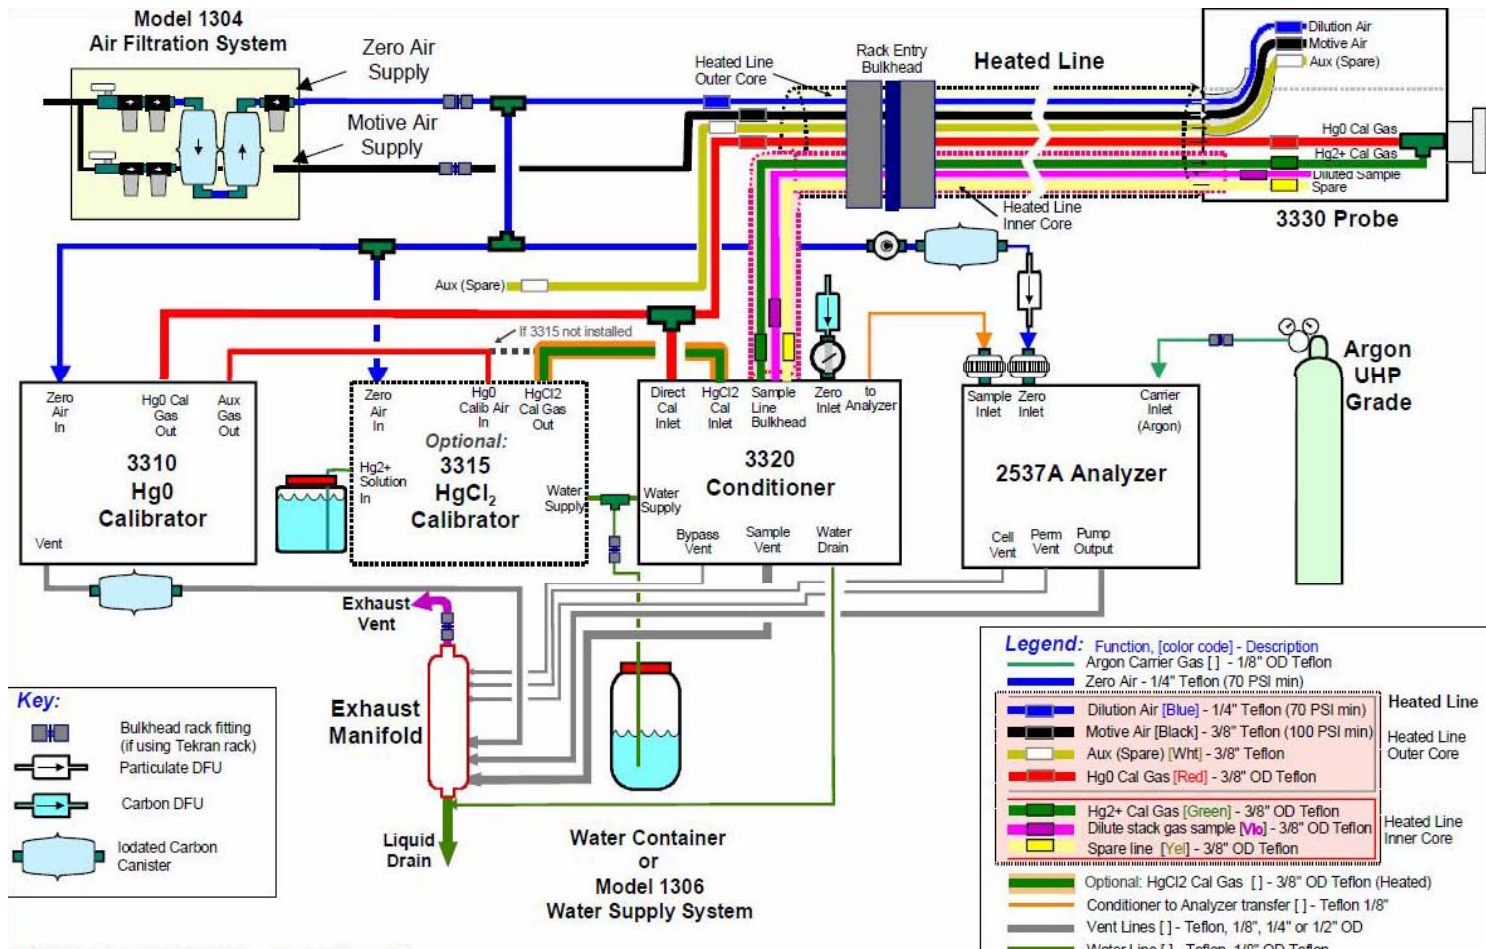 Model 1304
Air Filtration System
Zero Air
Supply
Motive Air
Supply
Heated Line
Outer Core
Rack Entry
Bulkhead
Heated Line
Dilution Air
Motive Air
Aux (Spare)
Hg0 Cal Gas
Hg2+ Cal Gas
Diluted Sample
Spare
3330 Probe
Heated Line
Inner Core
Aux (Spare)
If 3315 not installed
Argon
UHP
Grade
Zero
Air
In
Hg0 Cal
Gas
Out
Aux
Gas
Out
3310
Hg0
Calibrator
Vent
Zero
Air
In
Hg0
Calib Air
In
HgCl2
Cal Gas
Out
Optional:
3315
HgCl2
Calibrator
Hg2+
Solution
In
Water
Supply
Direct
Cal
Inlet
HgCl2
Cal
Inlet
Sample
Line
Bulkhead
Zero
Inlet
to
Analyzer
3320
Conditioner
Water
Supply
Bypass
Vent
Sample
Vent
Water
Drain
Sample
Inlet
Zero
Inlet
Carrier
Inlet
(Argon)
2537A Analyzer
Cell
Vent
Perm
Vent
Pump
Output
Exhaust
Vent
Exhaust
Manifold
Liquid
Drain
Water Container
or
Model 1306
Water Supply System
Key:
Bulkhead rack fitting
(if using Tekran rack)
Particulate DFU
Carbon DFU
Iodated Carbon
Canister
Legend: Function, [color code] - Description
Argon Carrier Gas [ ] - 1/8" OD Teflon
Zero Air - 1/4" Teflon (70 PSI min)
Heated Line
Dilution Air [Blue] - 1/4" Teflon (70 PSI min)
Motive Air [Black] - 3/8" Teflon (100 PSI min)
Aux (Spare) [Wht] - 3/8" Teflon
Hg0 Cal Gas [Red] - 3/8" OD Teflon
Heated Line
Outer Core
Hg2+ Cal Gas [Green] - 3/8" OD Teflon
Dilute stack gas sample [Vlo] - 3/8" OD Teflon
Spare line [Yel] - 3/8" OD Teflon
Heated Line
Inner Core
Optional: HgCl2 Cal Gas [ ] - 3/8" OD Teflon (Heated)
Conditioner to Analyzer transfer [ ] - Teflon 1/8"
Vent Lines [ ] - Teflon, 1/8", 1/4" or 1/2" OD
Water Line [ ] - Teflon, 1/8" OD Teflon